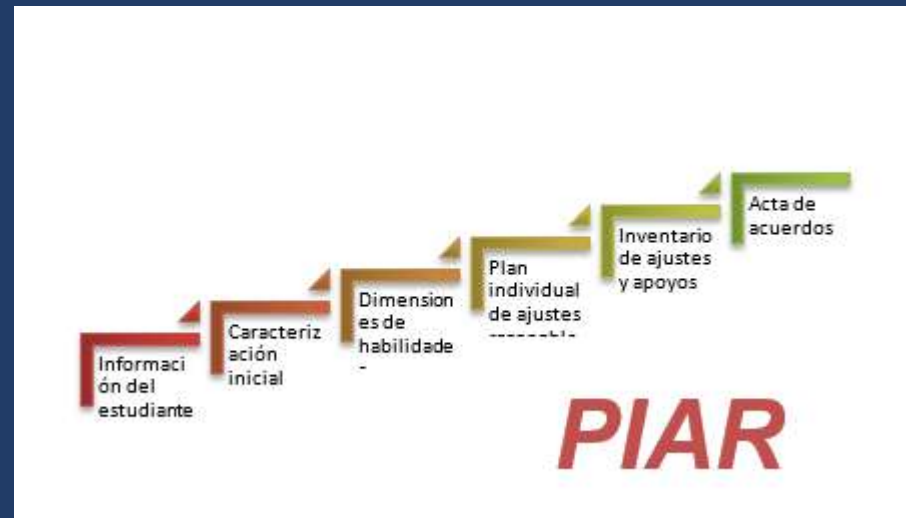 Informaci
ón del
estudiante
Caracteriz
ación
inicial
Dimension
es de
habilidade
Plan
individual
de ajustes
Inventario
de ajustes
y apoyos
Acta de
acuerdos
PIAR